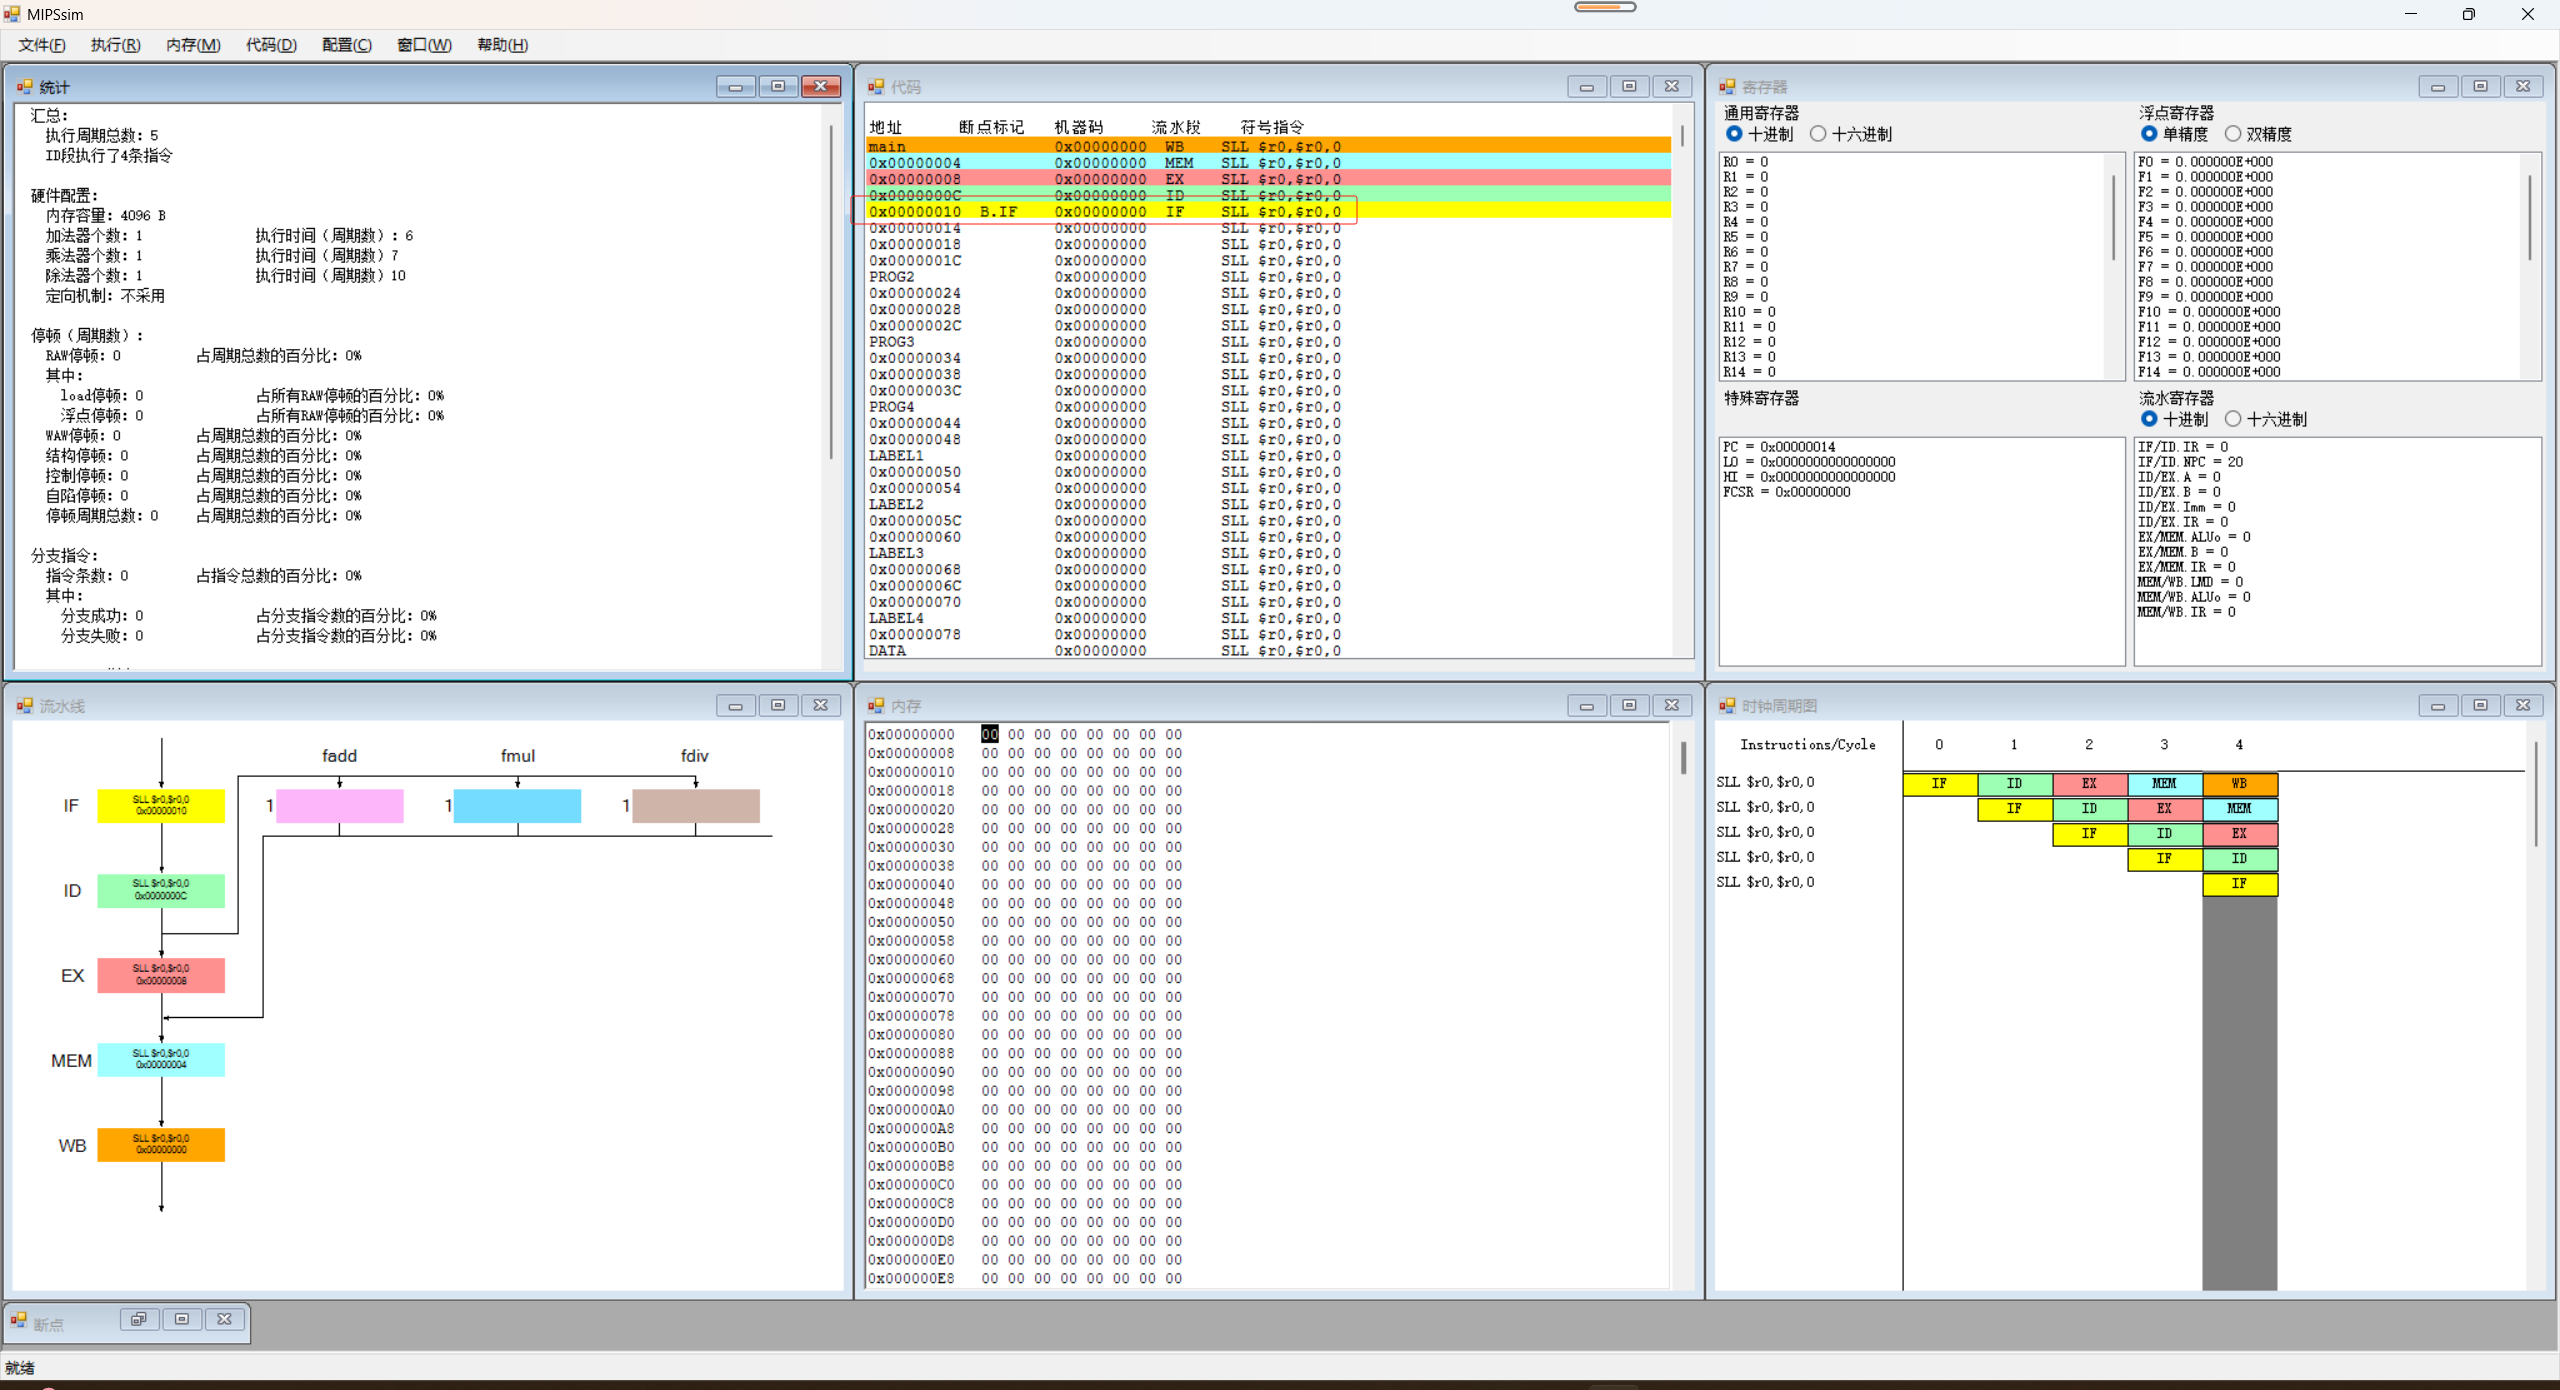 MIPSsim
文件(F) 执行(R) 内存(M) 代码(D) 配置(C) 窗口(W) 帮助(H)
统计
汇总:
执行周期总数: 5
ID段执行了4条指令
硬件配置:
内存容量: 4096 B
加法器个数: 1 执行时间 (周期数) : 6
乘法器个数: 1 执行时间 (周期数) 7
除法器个数: 1 执行时间 (周期数) 10
定向机制: 不采用
停顿 (周期数) :
RAW停顿: 0 占周期总数的百分比: 0%
其中:
load停顿: 0 占所有RAW停顿的百分比: 0%
浮点停顿: 0 占所有RAW停顿的百分比: 0%
WAW停顿: 0 占周期总数的百分比: 0%
结构停顿: 0 占周期总数的百分比: 0%
控制停顿: 0 占周期总数的百分比: 0%
自陷停顿: 0 占周期总数的百分比: 0%
停顿周期总数: 0 占周期总数的百分比: 0%
分支指令:
指令条数: 0 占指令总数的百分比: 0%
其中:
分支成功: 0 占分支指令数的百分比: 0%
分支失败: 0 占分支指令数的百分比: 0%
代码
地址 断点标记 机器码 流水段 符号指令
main 0x00000000 WB SLL $r0,$r0,0
0x00000004 0x00000000 MEM SLL $r0,$r0,0
0x00000008 0x00000000 EX SLL $r0,$r0,0
0x0000000C 0x00000000 ID SLL $r0,$r0,0
0x00000010 B.IF 0x00000000 IF SLL $r0,$r0,0
0x00000014 0x00000000 SLL $r0,$r0,0
0x00000018 0x00000000 SLL $r0,$r0,0
0x0000001C 0x00000000 SLL $r0,$r0,0
PROG2 0x00000000 SLL $r0,$r0,0
0x00000024 0x00000000 SLL $r0,$r0,0
0x00000028 0x00000000 SLL $r0,$r0,0
0x0000002C 0x00000000 SLL $r0,$r0,0
PROG3 0x00000000 SLL $r0,$r0,0
0x00000034 0x00000000 SLL $r0,$r0,0
0x00000038 0x00000000 SLL $r0,$r0,0
0x0000003C 0x00000000 SLL $r0,$r0,0
PROG4 0x00000000 SLL $r0,$r0,0
0x00000044 0x00000000 SLL $r0,$r0,0
0x00000048 0x00000000 SLL $r0,$r0,0
LABEL1 0x00000000 SLL $r0,$r0,0
0x00000050 0x00000000 SLL $r0,$r0,0
0x00000054 0x00000000 SLL $r0,$r0,0
LABEL2 0x00000000 SLL $r0,$r0,0
0x0000005C 0x00000000 SLL $r0,$r0,0
0x00000060 0x00000000 SLL $r0,$r0,0
LABEL3 0x00000000 SLL $r0,$r0,0
0x00000068 0x00000000 SLL $r0,$r0,0
0x0000006C 0x00000000 SLL $r0,$r0,0
0x00000070 0x00000000 SLL $r0,$r0,0
LABEL4 0x00000000 SLL $r0,$r0,0
0x00000078 0x00000000 SLL $r0,$r0,0
DATA 0x00000000 SLL $r0,$r0,0
寄存器
通用寄存器
十进制 十六进制
R0 = 0
R1 = 0
R2 = 0
R3 = 0
R4 = 0
R5 = 0
R6 = 0
R7 = 0
R8 = 0
R9 = 0
R10 = 0
R11 = 0
R12 = 0
R13 = 0
R14 = 0
浮点寄存器
单精度 双精度
F0 = 0.000000E+000
F1 = 0.000000E+000
F2 = 0.000000E+000
F3 = 0.000000E+000
F4 = 0.000000E+000
F5 = 0.000000E+000
F6 = 0.000000E+000
F7 = 0.000000E+000
F8 = 0.000000E+000
F9 = 0.000000E+000
F10 = 0.000000E+000
F11 = 0.000000E+000
F12 = 0.000000E+000
F13 = 0.000000E+000
F14 = 0.000000E+000
特殊寄存器
PC = 0x00000014
LO = 0x0000000000000000
HI = 0x0000000000000000
FCSR = 0x00000000
流水寄存器
十进制 十六进制
IF/ID.IR = 0
IF/ID.NPC = 20
ID/EX.A = 0
ID/EX.B = 0
ID/EX.Imm = 0
ID/EX.IR = 0
EX/MEM.ALUo = 0
EX/MEM.B = 0
EX/MEM.IR = 0
MEM/WB.LMD = 0
MEM/WB.ALUo = 0
MEM/WB.IR = 0
流水线
fadd fmul fdiv
IF SLL $r0,$r0,0 1 1 1
0x00000010
ID SLL $r0,$r0,0
0x0000000C
EX SLL $r0,$r0,0
0x00000008
MEM SLL $r0,$r0,0
0x00000004
WB SLL $r0,$r0,0
0x00000000
内存
0x00000000 00 00 00 00 00 00 00 00
0x00000008 00 00 00 00 00 00 00 00
0x00000010 00 00 00 00 00 00 00 00
0x00000018 00 00 00 00 00 00 00 00
0x00000020 00 00 00 00 00 00 00 00
0x00000028 00 00 00 00 00 00 00 00
0x00000030 00 00 00 00 00 00 00 00
0x00000038 00 00 00 00 00 00 00 00
0x00000040 00 00 00 00 00 00 00 00
0x00000048 00 00 00 00 00 00 00 00
0x00000050 00 00 00 00 00 00 00 00
0x00000058 00 00 00 00 00 00 00 00
0x00000060 00 00 00 00 00 00 00 00
0x00000068 00 00 00 00 00 00 00 00
0x00000070 00 00 00 00 00 00 00 00
0x00000078 00 00 00 00 00 00 00 00
0x00000080 00 00 00 00 00 00 00 00
0x00000088 00 00 00 00 00 00 00 00
0x00000090 00 00 00 00 00 00 00 00
0x00000098 00 00 00 00 00 00 00 00
0x000000A0 00 00 00 00 00 00 00 00
0x000000A8 00 00 00 00 00 00 00 00
0x000000B0 00 00 00 00 00 00 00 00
0x000000B8 00 00 00 00 00 00 00 00
0x000000C0 00 00 00 00 00 00 00 00
0x000000C8 00 00 00 00 00 00 00 00
0x000000D0 00 00 00 00 00 00 00 00
0x000000D8 00 00 00 00 00 00 00 00
0x000000E0 00 00 00 00 00 00 00 00
0x000000E8 00 00 00 00 00 00 00 00
时钟周期图
Instructions/Cycle 0 1 2 3 4
SLL $r0,$r0,0 IF ID EX MEM WB
SLL $r0,$r0,0 IF ID EX MEM
SLL $r0,$r0,0 IF ID EX
SLL $r0,$r0,0 IF ID
SLL $r0,$r0,0 IF
断点
就绪